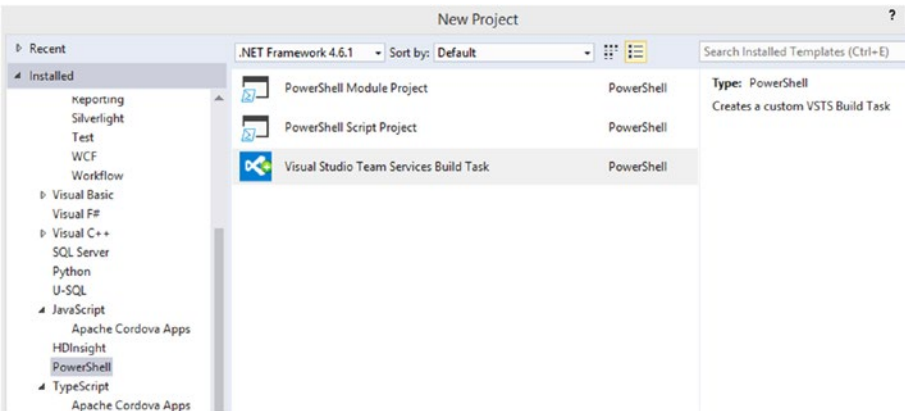 New Project
?
Recent
.NET Framework 4.6.1 Sort by: Default
Search Installed Templates (Ctrl+E)
Installed
Reporting
Silverlight
Test
WCF
Workflow
Visual Basic
Visual F#
Visual C++
SQL Server
Python
U-SQL
JavaScript
Apache Cordova Apps
HDInsight
PowerShell
TypeScript
Apache Cordova Apps
PowerShell Module Project PowerShell
PowerShell Script Project PowerShell
Visual Studio Team Services Build Task PowerShell
Type: PowerShell
Creates a custom VSTS Build Task